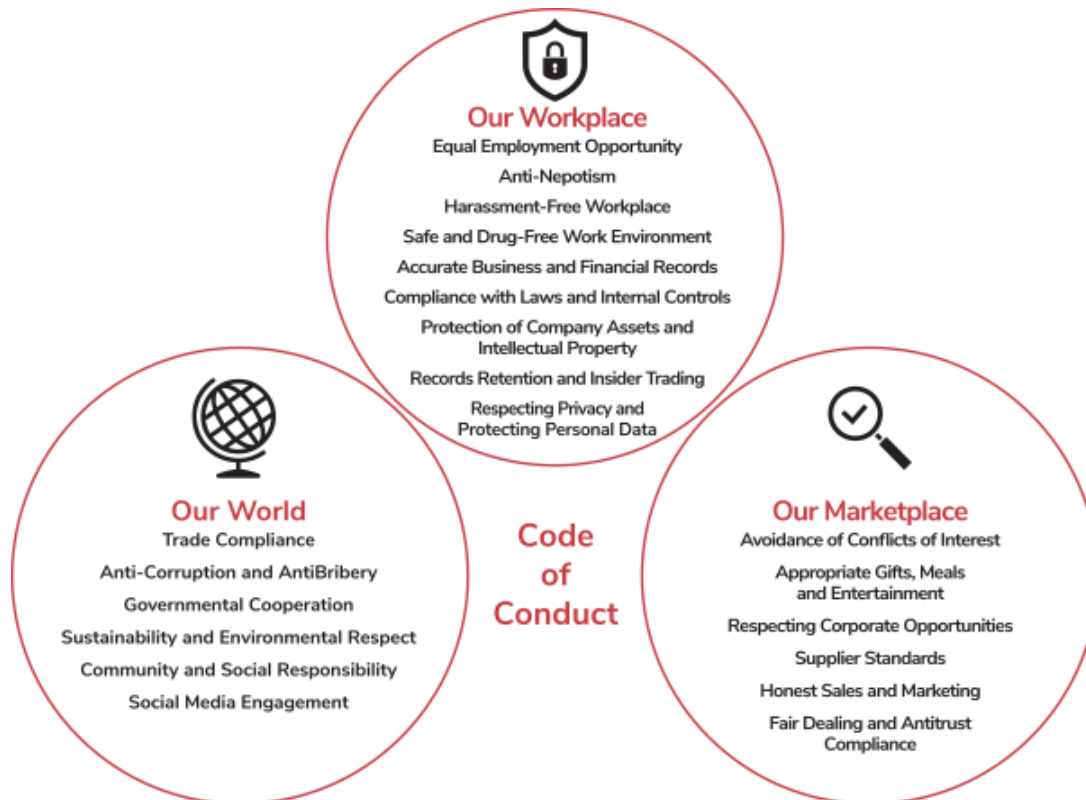 Our Workplace
Equal Employment Opportunity
Anti-Nepotism
Harassment-Free Workplace
Safe and Drug-Free Work Environment
Accurate Business and Financial Records
Compliance with Laws and Internal Controls
Protection of Company Assets and
Intellectual Property
Records Retention and Insider Trading
Respecting Privacy and
Protecting Personal Data
Our World
Trade Compliance
Anti-Corruption and AntiBribery
Governmental Cooperation
Sustainability and Environmental Respect
Community and Social Responsibility
Social Media Engagement
Code
of
Conduct
Our Marketplace
Avoidance of Conflicts of Interest
Appropriate Gifts, Meals
and Entertainment
Respecting Corporate Opportunities
Supplier Standards
Honest Sales and Marketing
Fair Dealing and Antitrust
Compliance